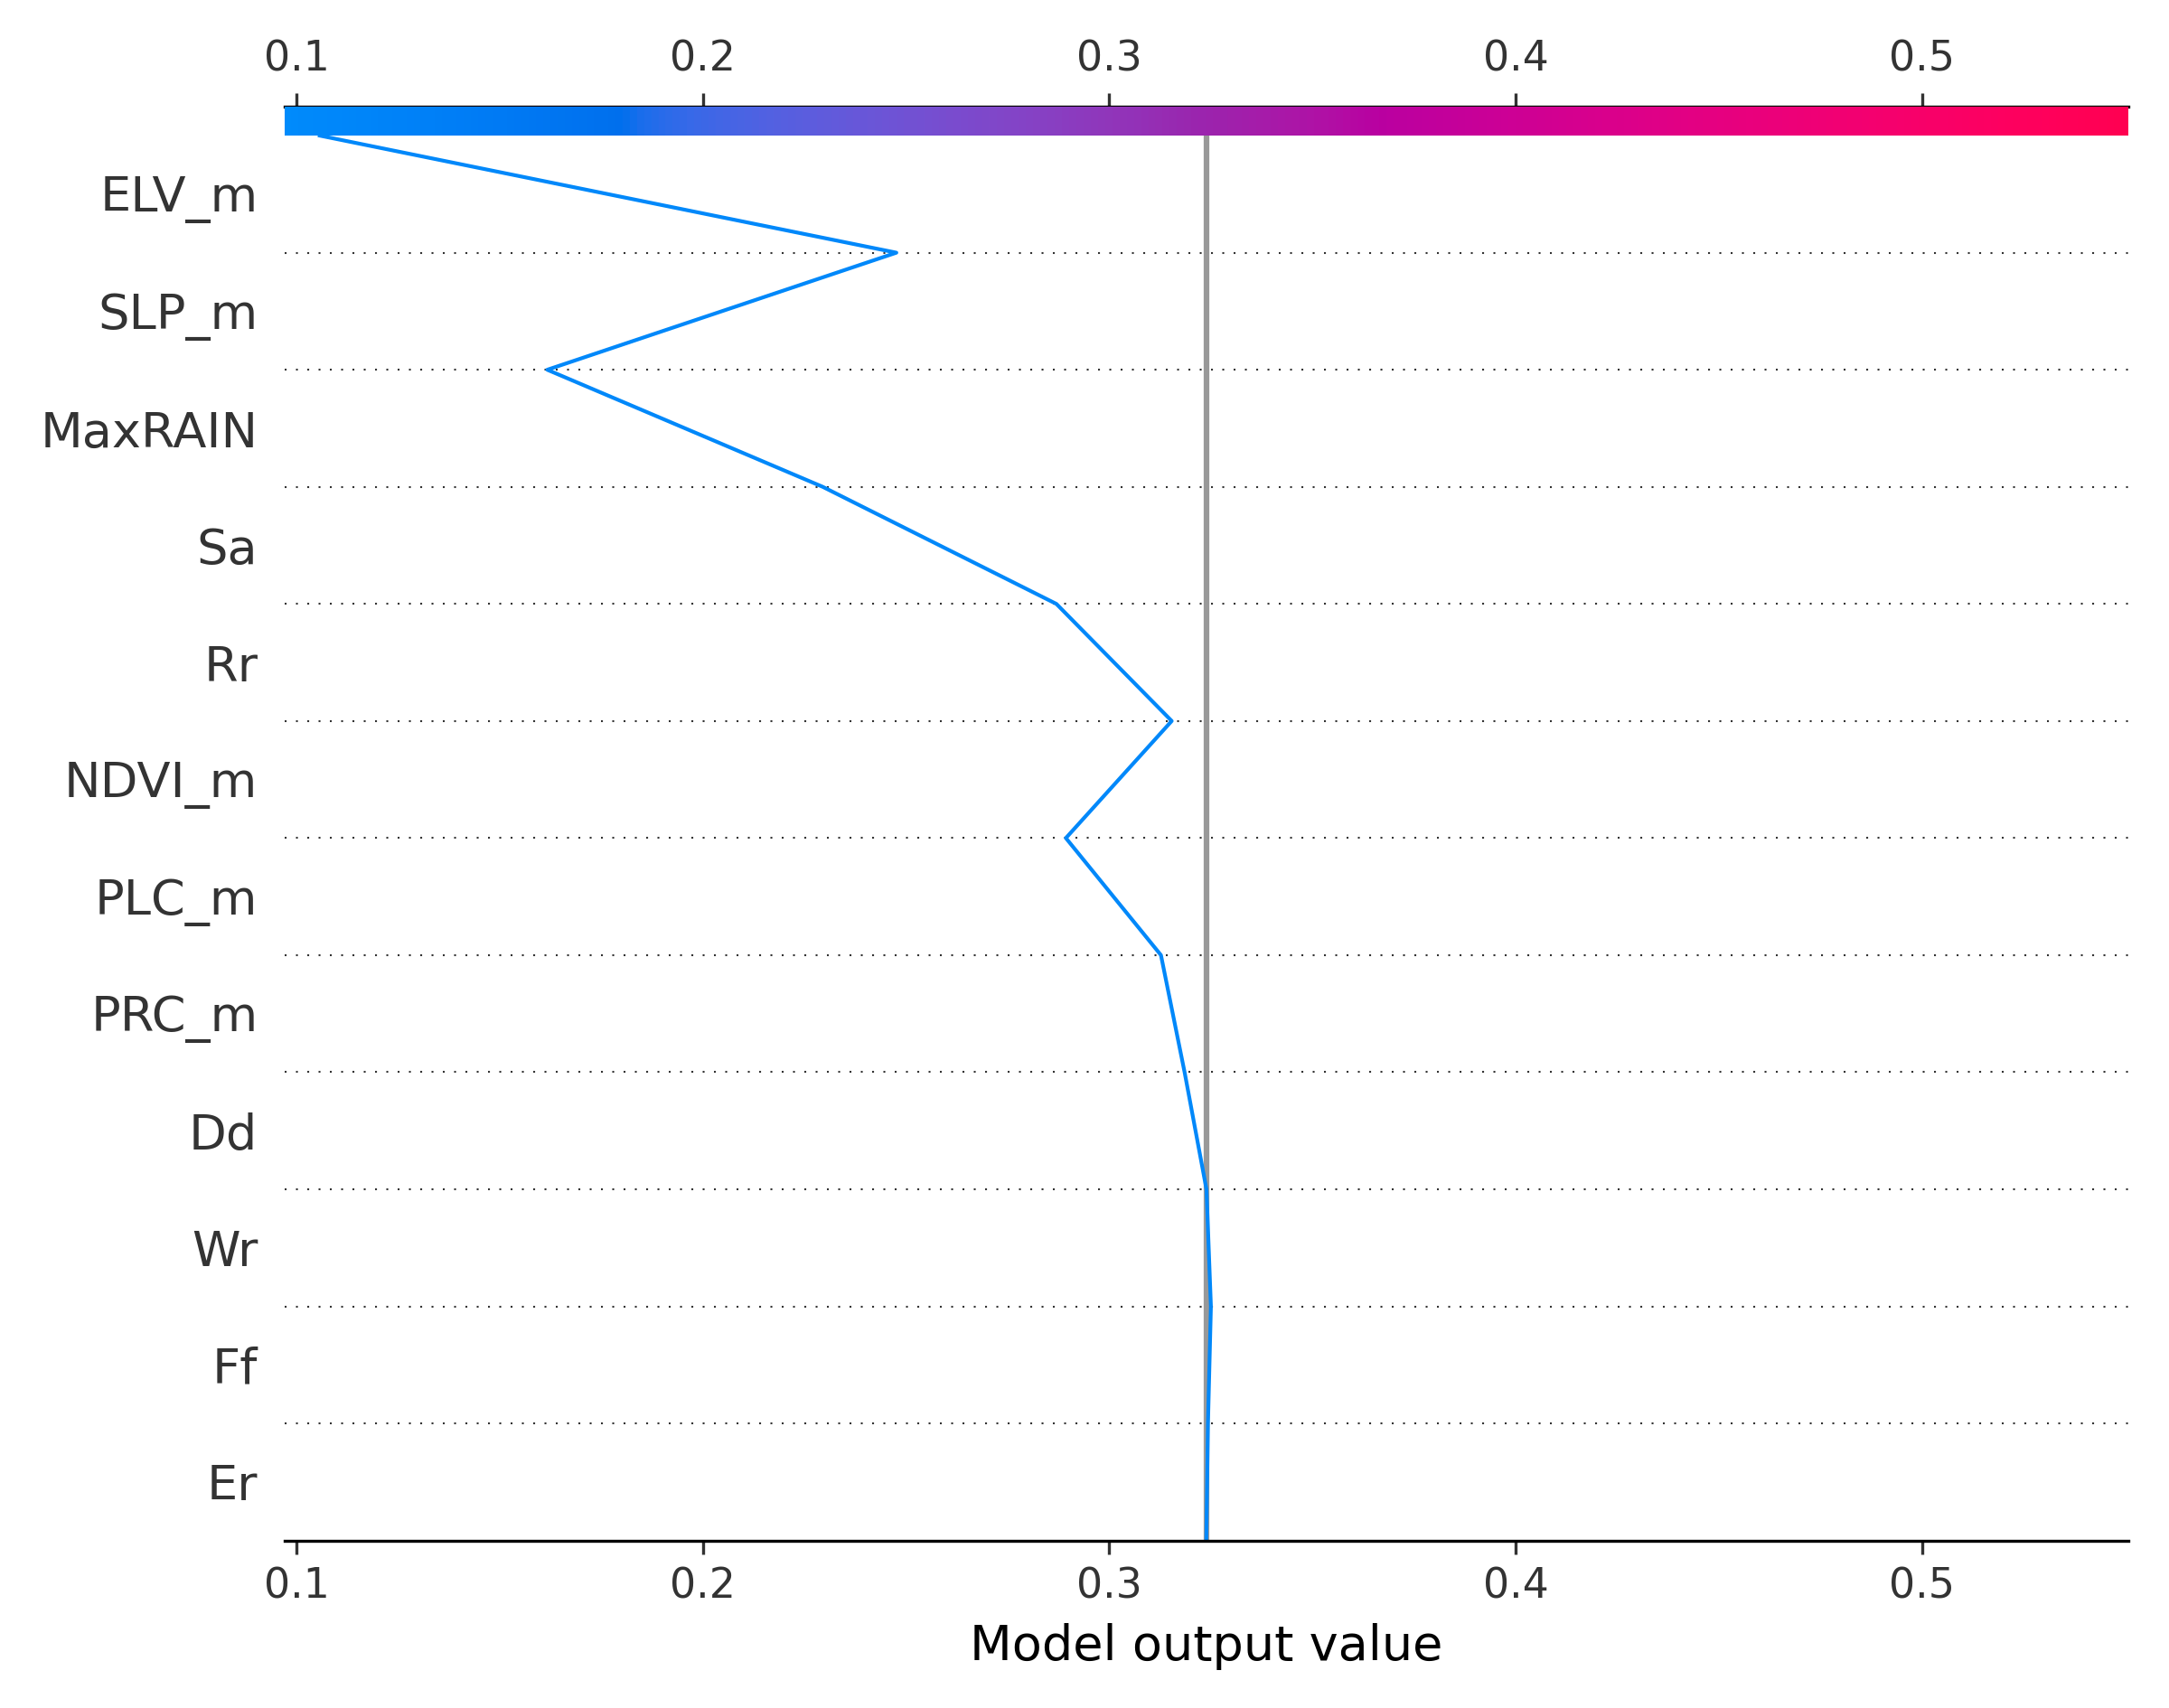 0.1 0.2 0.3 0.4 0.5
ELV_m
SLP_m
MaxRAIN
Sa
Rr
NDVI_m
PLC_m
PRC_m
Dd
Wr
Ff
Er
0.1 0.2 0.3 0.4 0.5
Model output value